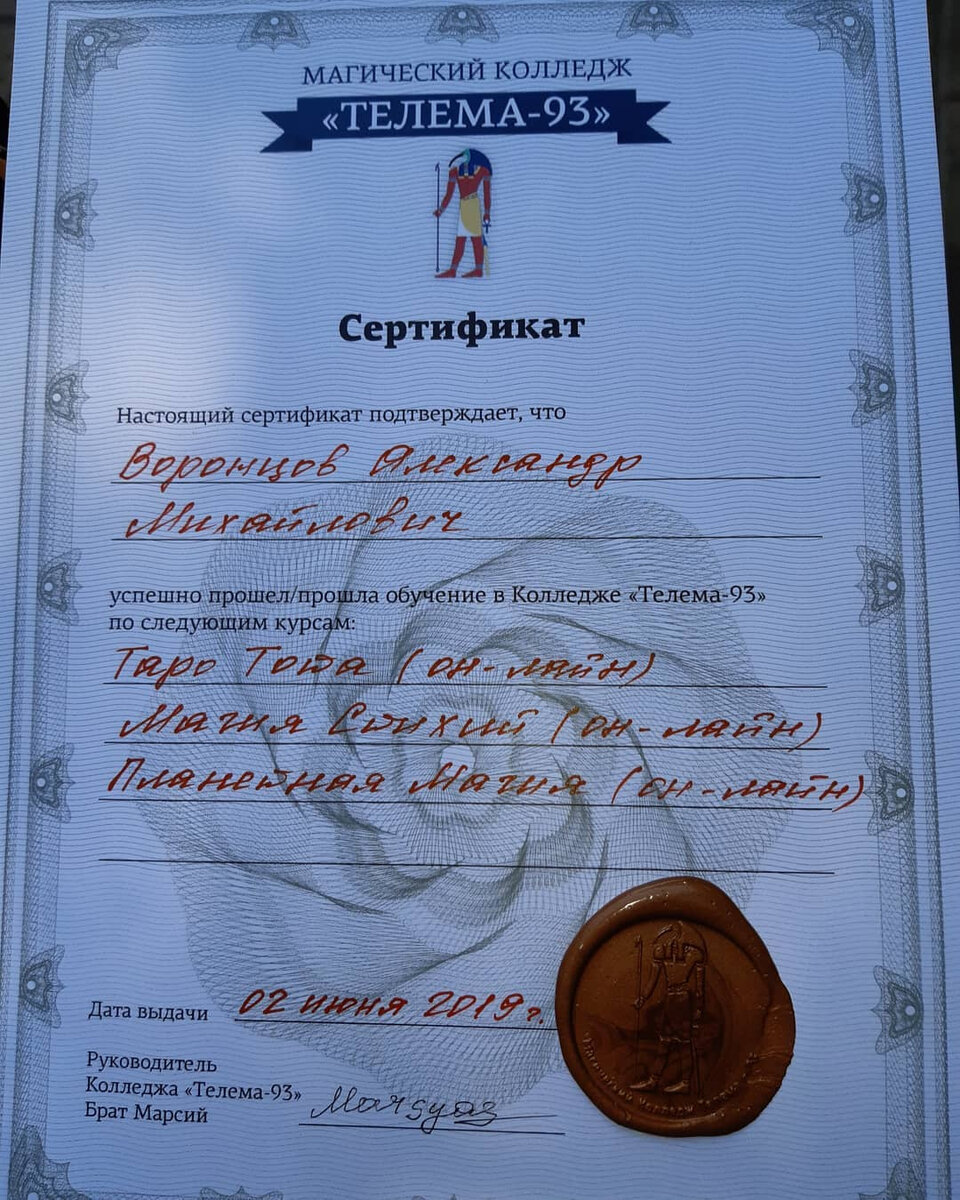 МАГИЧЕСКИЙ КОЛЛЕДЖ
«ТЕЛЕМА-93»
Сертификат
Настоящий сертификат подтверждает, что
Воронцов Александр
Михайлович
успешно прошел/прошла обучение в Колледже «Телема-93»
по следующим курсам:
Таро Тота (он-лайн)
Магия Стихий (он-лайн)
Планетная Магия (он-лайн)
Дата выдачи 02 июня 2019 г.
Руководитель
Колледжа «Телема-93»
Брат Марсий Marsyas